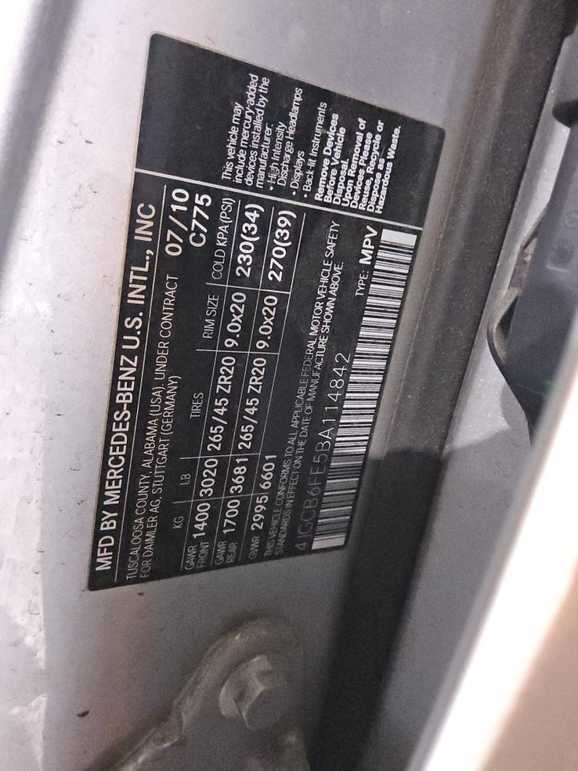 MFD BY MERCEDES-BENZ U.S. INTL., INC
TUSCALOOSA COUNTY, ALABAMA (USA). UNDER CONTRACT
FOR DAIMLER AG, STUTTGART (GERMANY)
07/10
C775
KG LB TIRES RIM SIZE COLD KPA (PSI)
GAWR FRONT 1400 3020 265/45 ZR20 9.0x20 230(34)
GAWR REAR 1700 3681 265/45 ZR20 9.0x20 270(39)
GVWR 2995 6601
THIS VEHICLE CONFORMS TO ALL APPLICABLE FEDERAL MOTOR VEHICLE SAFETY
STANDARDS IN EFFECT ON THE DATE OF MANUFACTURE SHOWN ABOVE.
4JGCB6FE5BA114842 TYPE: MPV
This vehicle may
include mercury-added
devices installed by the
manufacturer:
• High Intensity
Discharge Headlamps
• Displays
• Back-lit Instruments
Remove Devices
Before Vehicle
Disposal.
Upon Removal of
Devices Please
Reuse, Recycle or
Hazardous Waste.